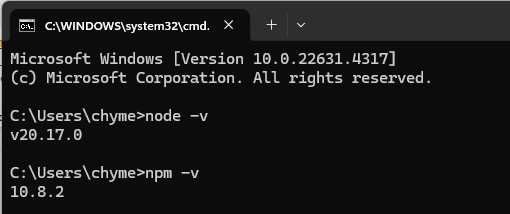 C:\WINDOWS\system32\cmd.
Microsoft Windows [Version 10.0.22631.4317]
(c) Microsoft Corporation. All rights reserved.
C:\Users\chyme>node -v
v20.17.0
C:\Users\chyme>npm -v
10.8.2